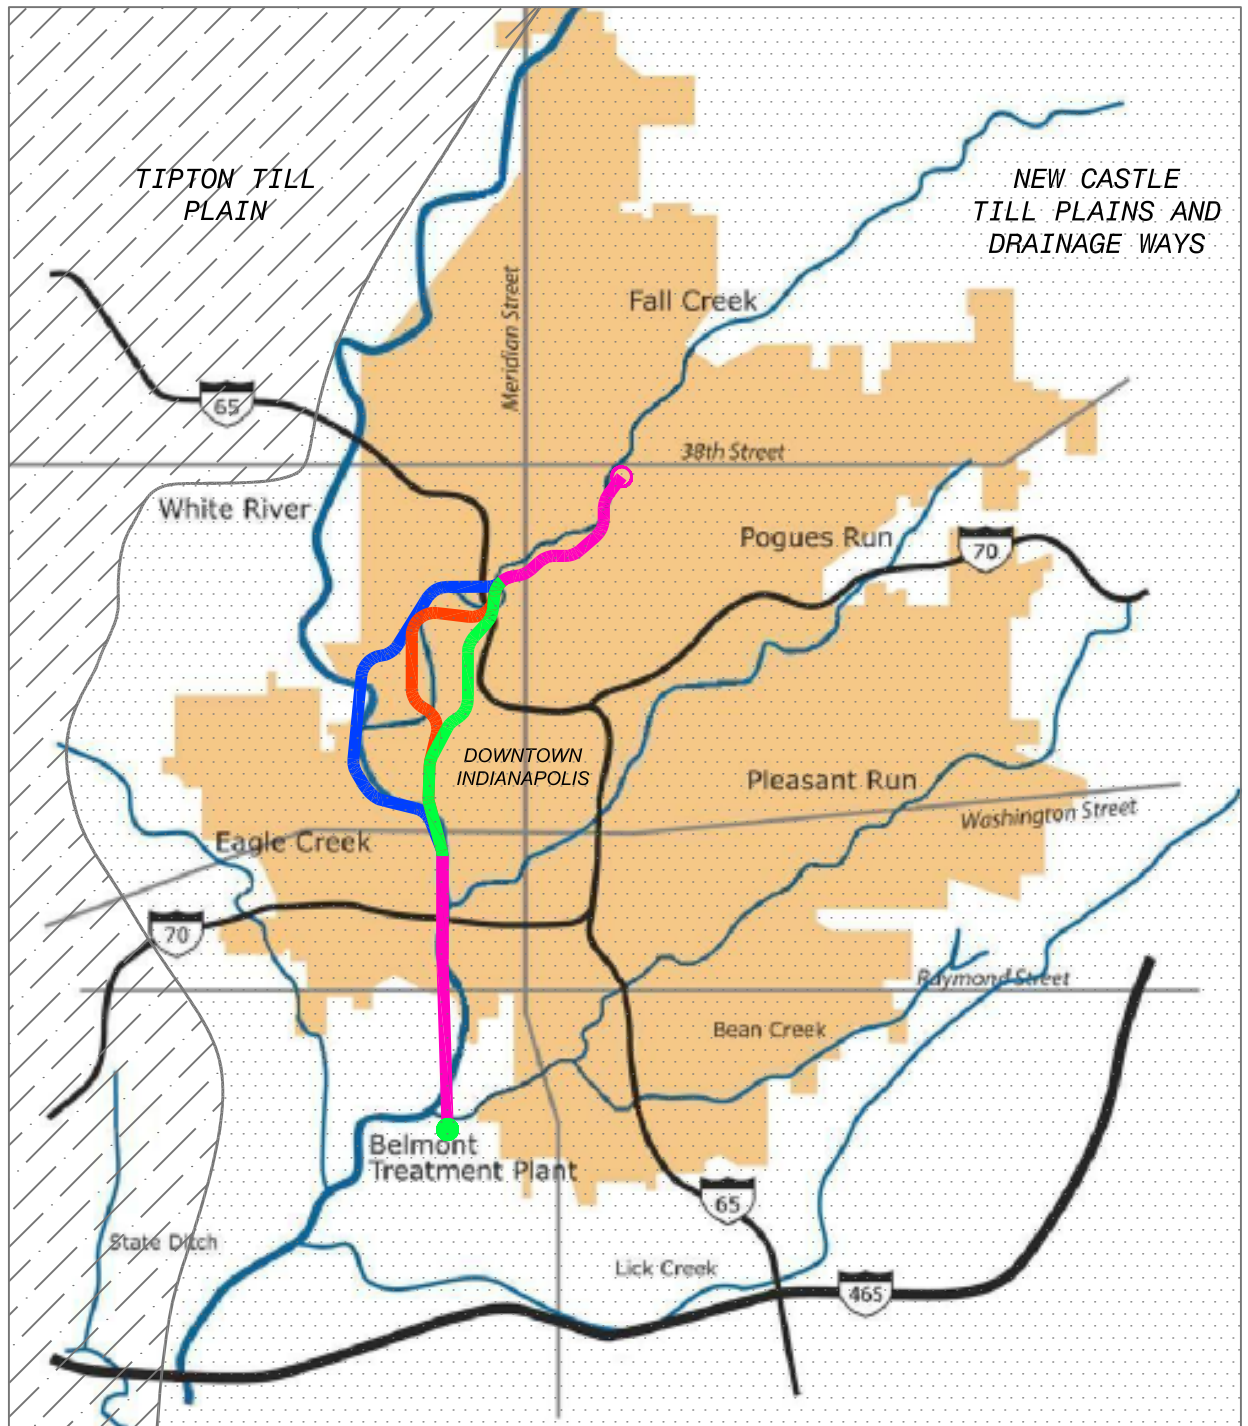 TIPTON TILL
PLAIN
NEW CASTLE
TILL PLAINS AND
DRAINAGE WAYS
Meridian Street
Fall Creek
65
38th Street
White River
Pogues Run
70
DOWNTOWN
INDIANAPOLIS
Pleasant Run
Washington Street
Eagle Creek
70
Raymond Street
Bean Creek
Belmont
Treatment Plant
65
State Ditch
Lick Creek
465